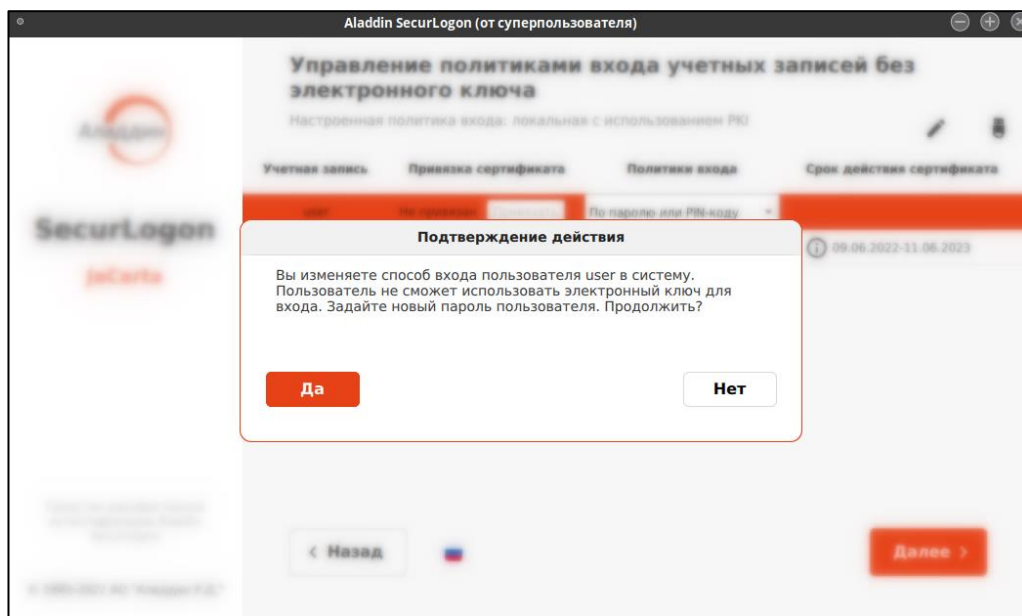 Aladdin SecurLogon (от суперпользователя)
Управление политиками входа учетных записей без
электронного ключа
Настроенная политика входа: локальная с использованием PKI
Аладдин
Учетная запись Привязка сертификата Политики входа Срок действия сертификата
user Не привязан По паролю или PIN-коду
SecurLogon
JaCarta
09.06.2022-11.06.2023
Подтверждение действия
Вы изменяете способ входа пользователя user в систему.
Пользователь не сможет использовать электронный ключ для
входа. Задайте новый пароль пользователя. Продолжить?
Да Нет
< Назад Далее >